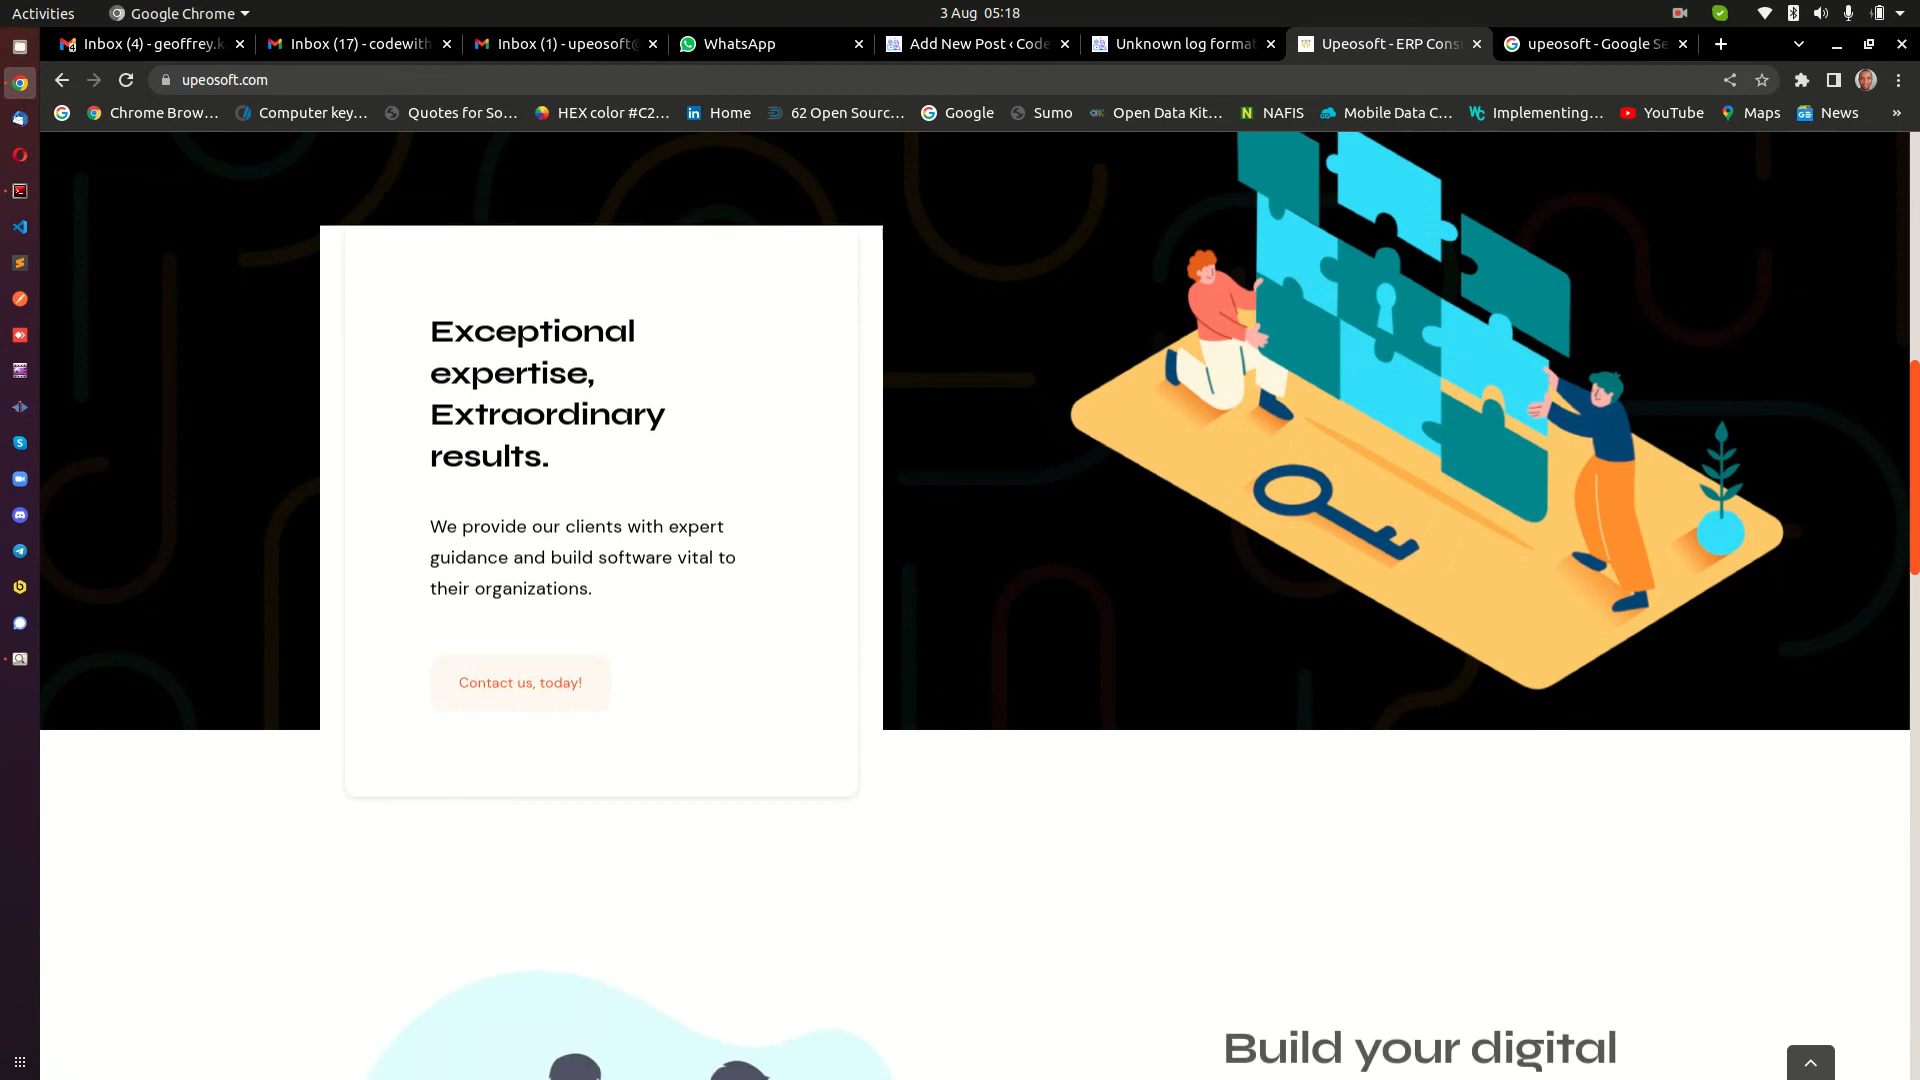 Activities
Google Chrome
3 Aug 05:18
Inbox (4) - geoffrey.k
Inbox (17) - codewith
Inbox (1) - upeosoft@
WhatsApp
Add New Post ‹ Code
Unknown log format
Upeosoft - ERP Cons
upeosoft - Google Se
upeosoft.com
Chrome Brow...
Computer key...
Quotes for So...
HEX color #C2...
Home
62 Open Sourc...
Google
Sumo
Open Data Kit...
NAFIS
Mobile Data C...
Implementing...
YouTube
Maps
News
»
Exceptional
expertise,
Extraordinary
results.
We provide our clients with expert
guidance and build software vital to
their organizations.
Contact us, today!
Build your digital